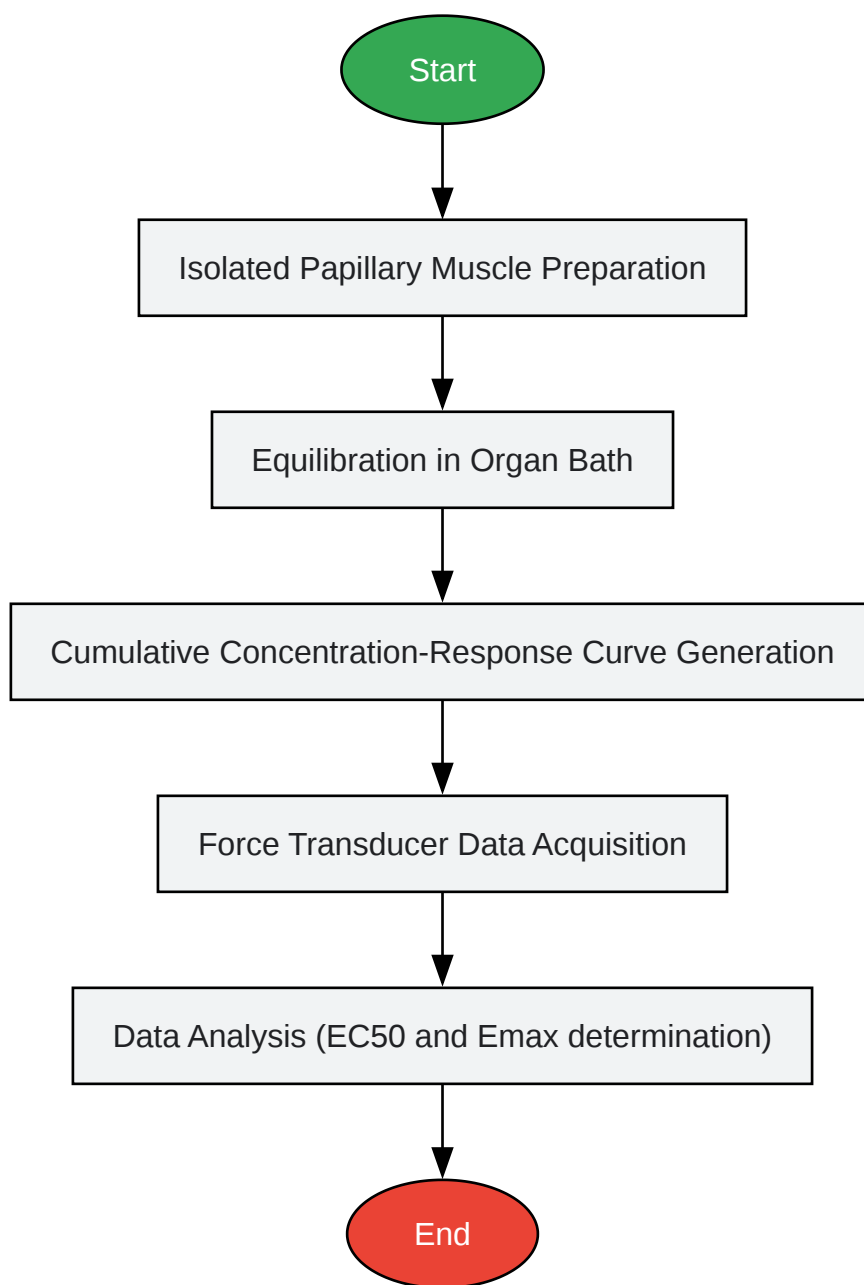 Start
Isolated Papillary Muscle Preparation
Equilibration in Organ Bath
Cumulative Concentration-Response Curve Generation
Force Transducer Data Acquisition
Data Analysis (EC50 and Emax determination)
End